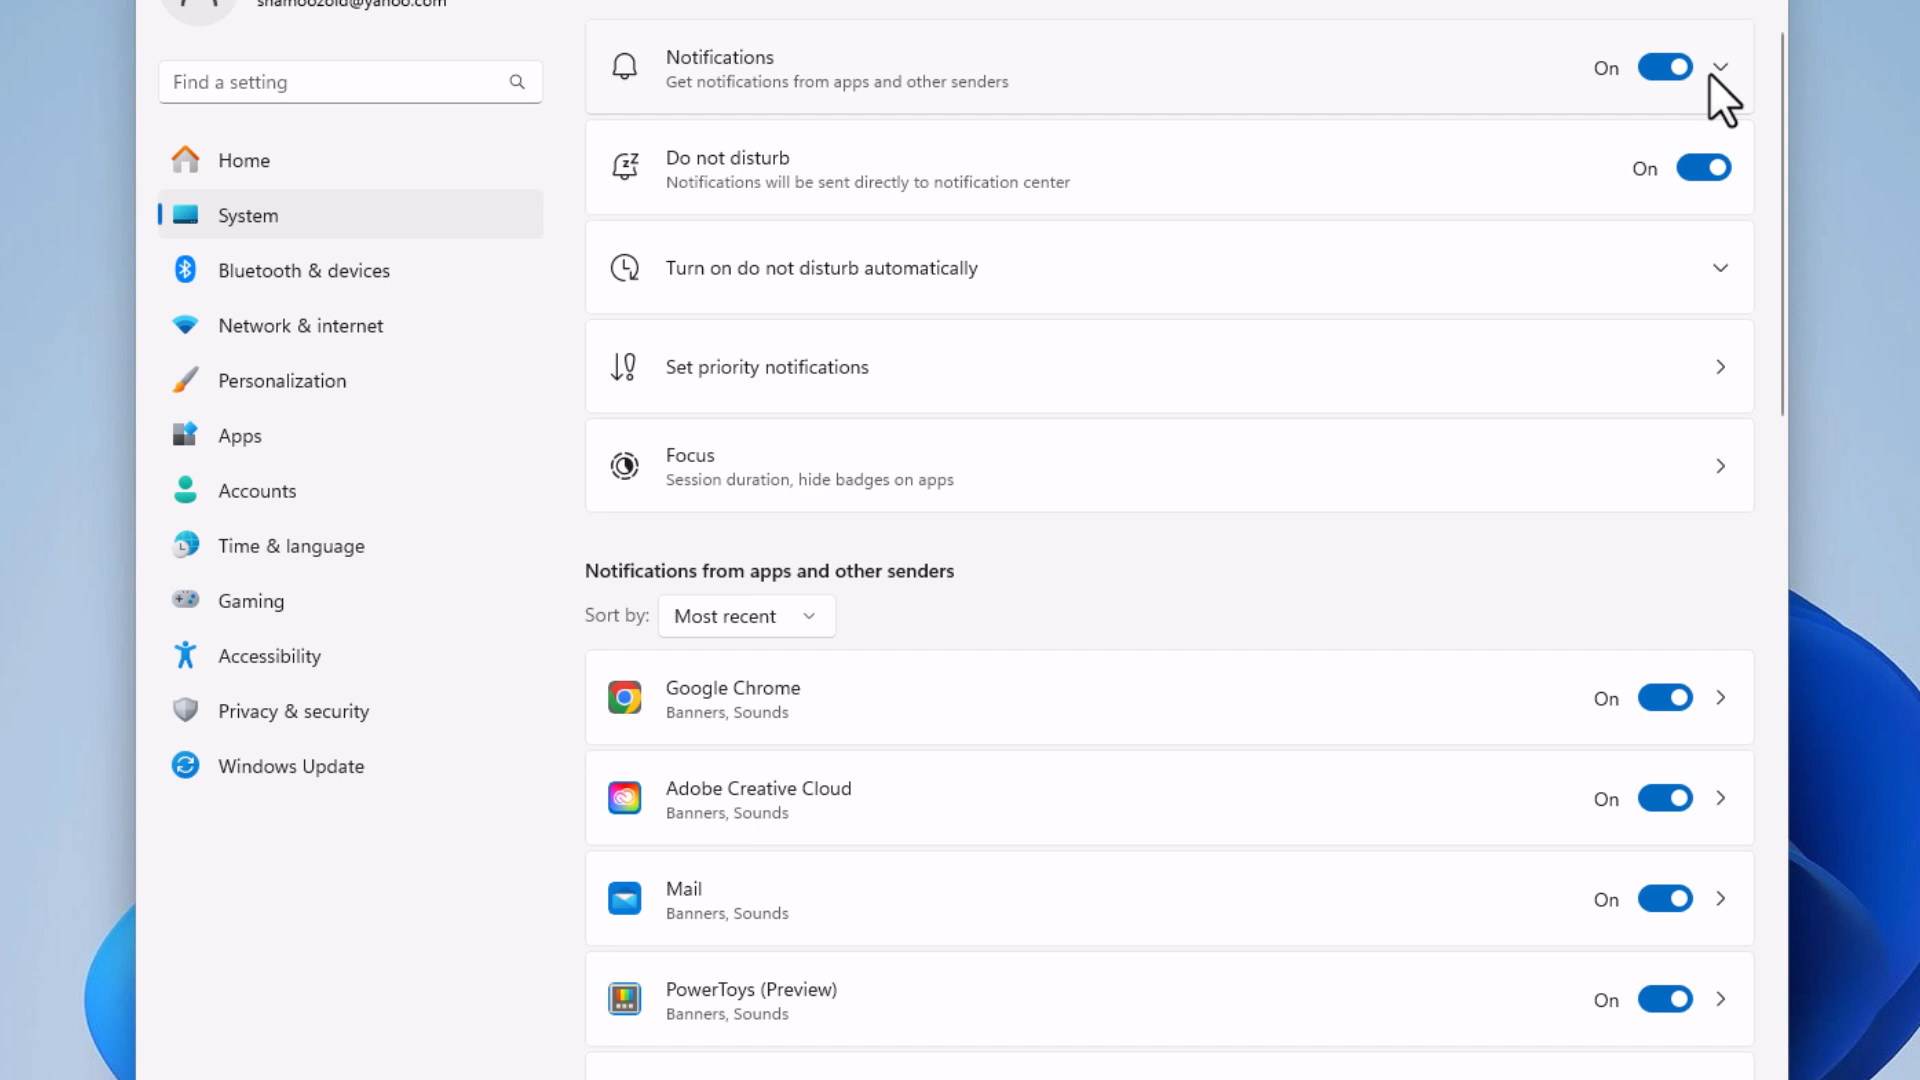 shamoozoid@yahoo.com
Find a setting
Home
System
Bluetooth & devices
Network & internet
Personalization
Apps
Accounts
Time & language
Gaming
Accessibility
Privacy & security
Windows Update
Notifications
Get notifications from apps and other senders
On
Do not disturb
Notifications will be sent directly to notification center
On
Turn on do not disturb automatically
Set priority notifications
Focus
Session duration, hide badges on apps
Notifications from apps and other senders
Sort by: Most recent
Google Chrome
Banners, Sounds
On
Adobe Creative Cloud
Banners, Sounds
On
Mail
Banners, Sounds
On
PowerToys (Preview)
Banners, Sounds
On